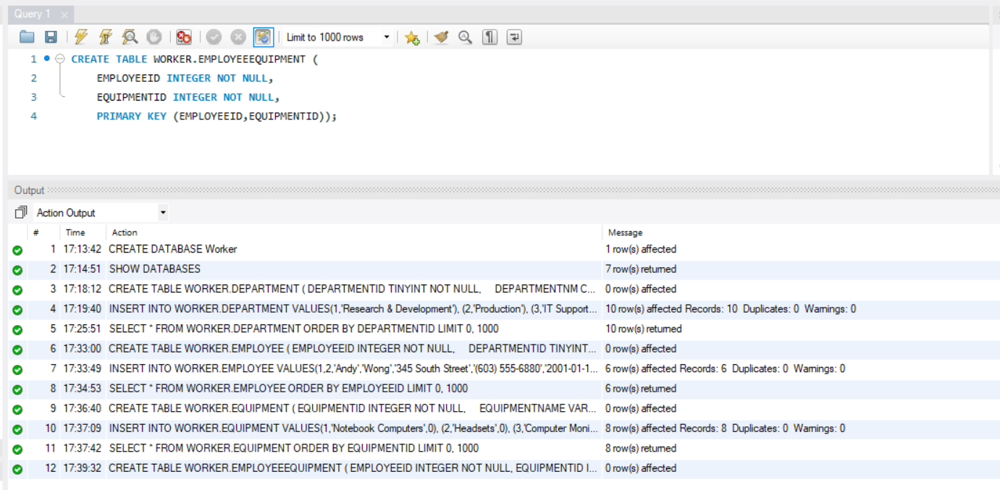 Query 1
Limit to 1000 rows
1 CREATE TABLE WORKER.EMPLOYEEEQUIPMENT (
2 EMPLOYEEID INTEGER NOT NULL,
3 EQUIPMENTID INTEGER NOT NULL,
4 PRIMARY KEY (EMPLOYEEID,EQUIPMENTID));
Output
Action Output
# Time Action Message
1 17:13:42 CREATE DATABASE Worker 1 row(s) affected
2 17:14:51 SHOW DATABASES 7 row(s) returned
3 17:18:12 CREATE TABLE WORKER.DEPARTMENT ( DEPARTMENTID TINYINT NOT NULL, DEPARTMENTNM C... 0 row(s) affected
4 17:19:40 INSERT INTO WORKER.DEPARTMENT VALUES(1,'Research & Development'), (2,'Production'), (3,'IT Support... 10 row(s) affected Records: 10 Duplicates: 0 Warnings: 0
5 17:25:51 SELECT * FROM WORKER.DEPARTMENT ORDER BY DEPARTMENTID LIMIT 0, 1000 10 row(s) returned
6 17:33:00 CREATE TABLE WORKER.EMPLOYEE ( EMPLOYEEID INTEGER NOT NULL, DEPARTMENTID TINYINT... 0 row(s) affected
7 17:33:49 INSERT INTO WORKER.EMPLOYEE VALUES(1,2,'Andy','Wong','345 South Street','(603) 555-6880','2001-01-1... 6 row(s) affected Records: 6 Duplicates: 0 Warnings: 0
8 17:34:53 SELECT * FROM WORKER.EMPLOYEE ORDER BY EMPLOYEEID LIMIT 0, 1000 6 row(s) returned
9 17:36:40 CREATE TABLE WORKER.EQUIPMENT ( EQUIPMENTID INTEGER NOT NULL, EQUIPMENTNAME VAR... 0 row(s) affected
10 17:37:09 INSERT INTO WORKER.EQUIPMENT VALUES(1,'Notebook Computers',0), (2,'Headsets',0), (3,'Computer Moni... 8 row(s) affected Records: 8 Duplicates: 0 Warnings: 0
11 17:37:42 SELECT * FROM WORKER.EQUIPMENT ORDER BY EQUIPMENTID LIMIT 0, 1000 8 row(s) returned
12 17:39:32 CREATE TABLE WORKER.EMPLOYEEEQUIPMENT ( EMPLOYEEID INTEGER NOT NULL, EQUIPMENTID I... 0 row(s) affected